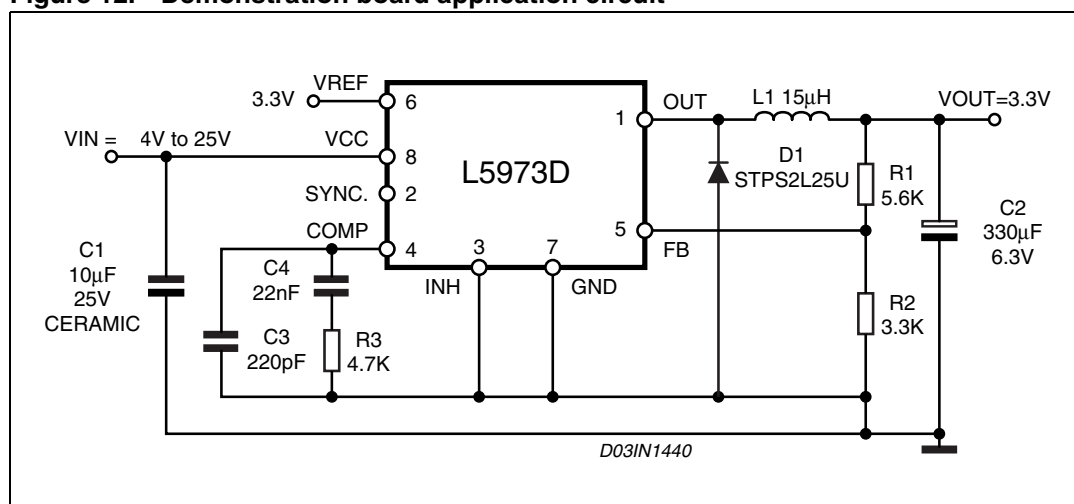 Figure 12. Demonstration board application circuit
VREF
3.3V
6
VIN = 4V to 25V
VCC
8
SYNC.
2
COMP
4
L5973D
1
OUT
L1 15μH
VOUT=3.3V
D1
STPS2L25U
R1
5.6K
5
FB
C2
330μF
6.3V
3
INH
7
GND
C1
10μF
25V
CERAMIC
C4
22nF
C3
220pF
R3
4.7K
R2
3.3K
D03IN1440